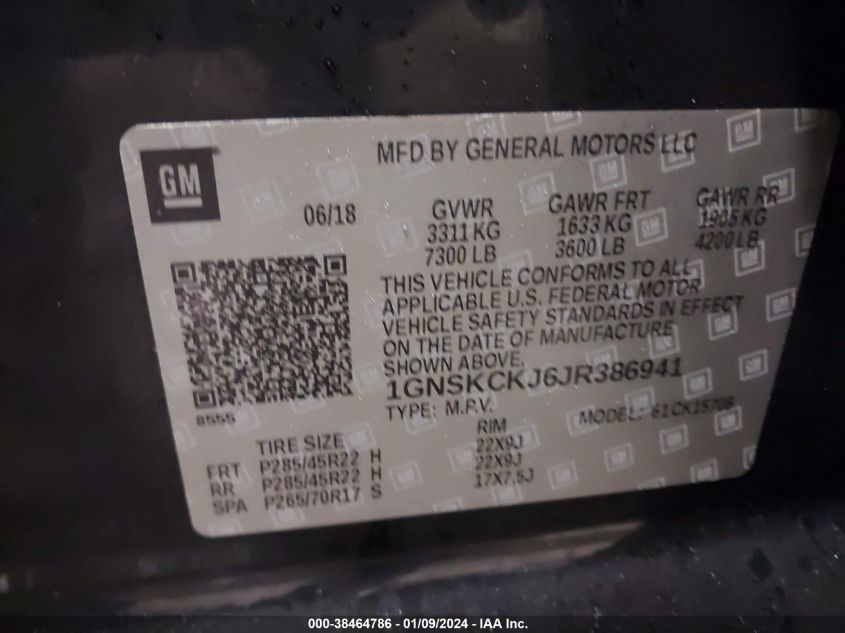 GM
MFD BY GENERAL MOTORS LLC
06/18
GVWR GAWR FRT GAWR RR
3311 KG 1633 KG 1905 KG
7300 LB 3600 LB 4200 LB
THIS VEHICLE CONFORMS TO ALL
APPLICABLE U.S. FEDERAL MOTOR
VEHICLE SAFETY STANDARDS IN EFFECT
ON THE DATE OF MANUFACTURE
SHOWN ABOVE.
1GNSKCKJ6JR386941
8555
TYPE: M.P.V. MODEL:
TIRE SIZE RIM
FRT P285/45R22 H 22X9J
RR P285/45R22 H 22X9J
SPA P265/70R17 S 17X7.5J
000-38464786 - 01/09/2024 - IAA Inc.